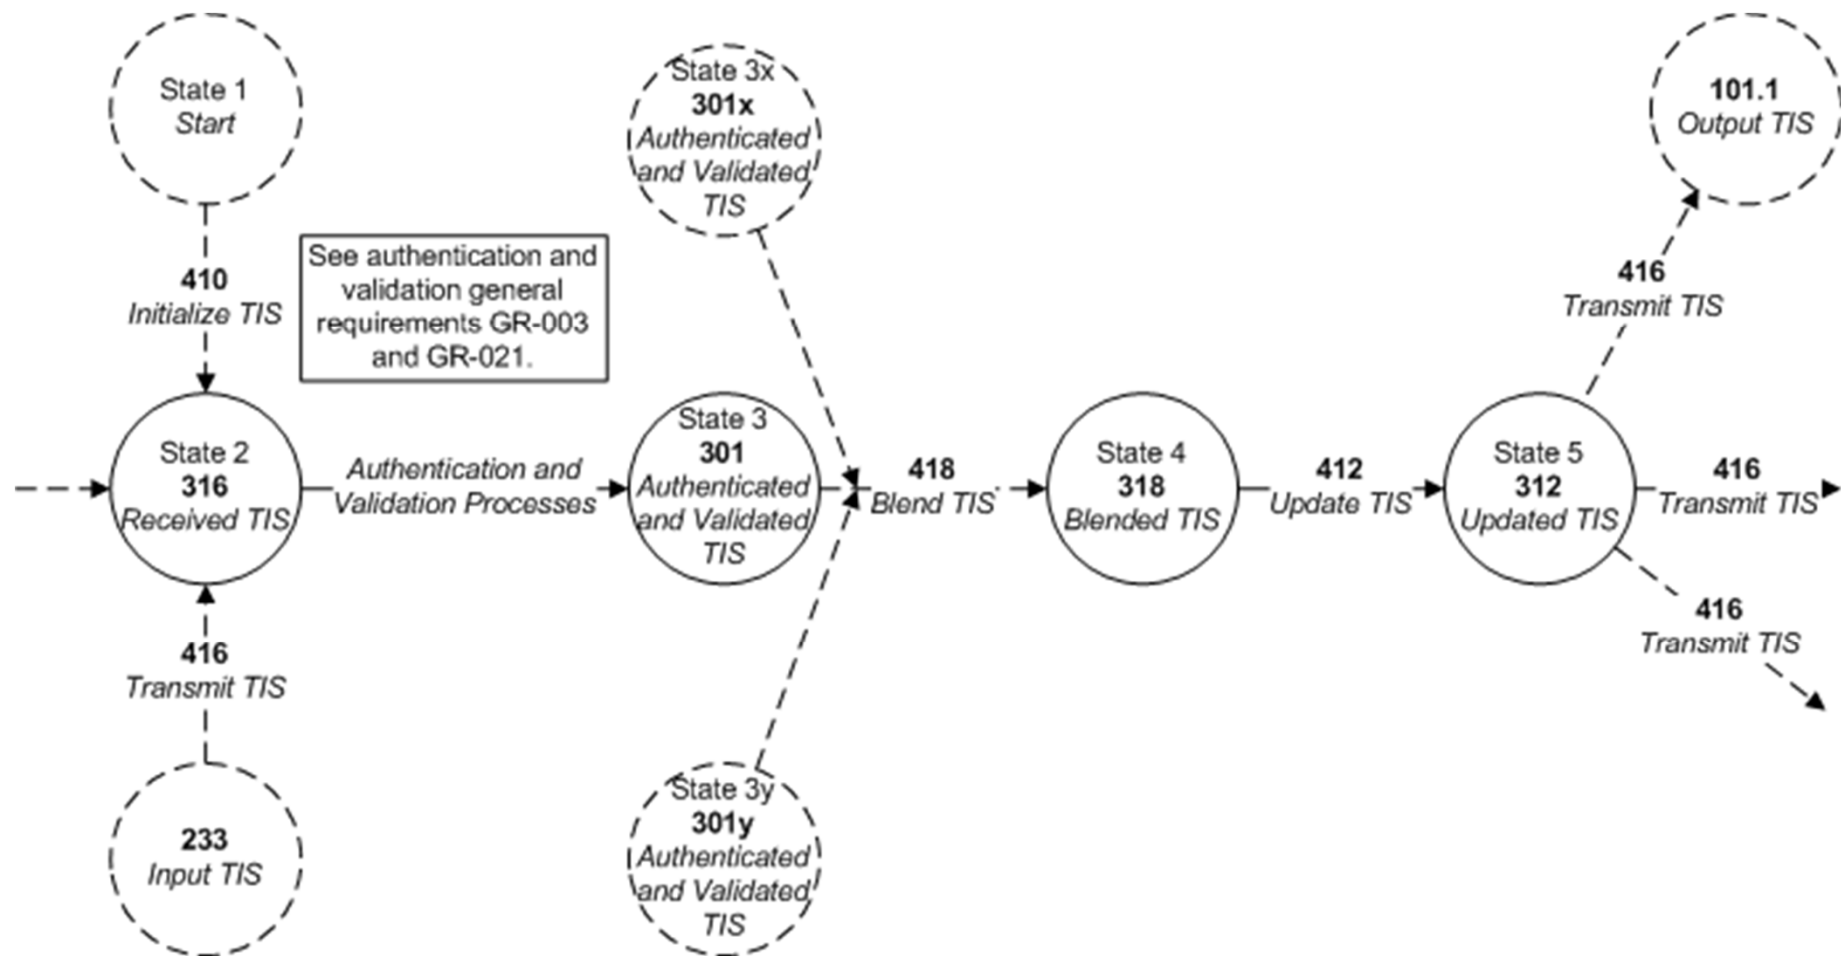 State 1
Start
410
Initialize TIS
See authentication and
validation general
requirements GR-003
and GR-021.
State 2
316
Received TIS
416
Transmit TIS
233
Input TIS
Authentication and
Validation Processes
State 3x
301x
Authenticated
and Validated
TIS
State 3
301
Authenticated
and Validated
TIS
State 3y
301y
Authenticated
and Validated
TIS
418
Blend TIS
State 4
318
Blended TIS
412
Update TIS
State 5
312
Updated TIS
101.1
Output TIS
416
Transmit TIS
416
Transmit TIS
416
Transmit TIS